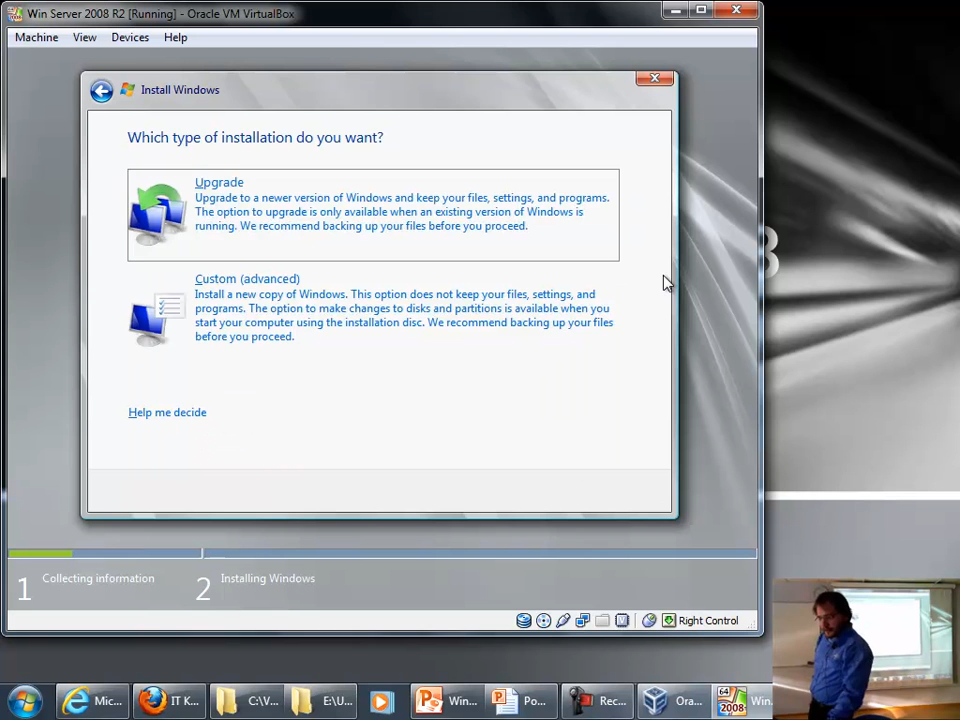 Win Server 2008 R2 [Running] - Oracle VM VirtualBox
Machine View Devices Help
Install Windows
Which type of installation do you want?
Upgrade
Upgrade to a newer version of Windows and keep your files, settings, and programs.
The option to upgrade is only available when an existing version of Windows is
running. We recommend backing up your files before you proceed.
Custom (advanced)
Install a new copy of Windows. This option does not keep your files, settings, and
programs. The option to make changes to disks and partitions is available when you
start your computer using the installation disc. We recommend backing up your files
before you proceed.
Help me decide
1 Collecting information 2 Installing Windows
Right Control
Mic... IT K... C:\V... E:\U... Win... Po... Rec... Ora... 64 2008 Win